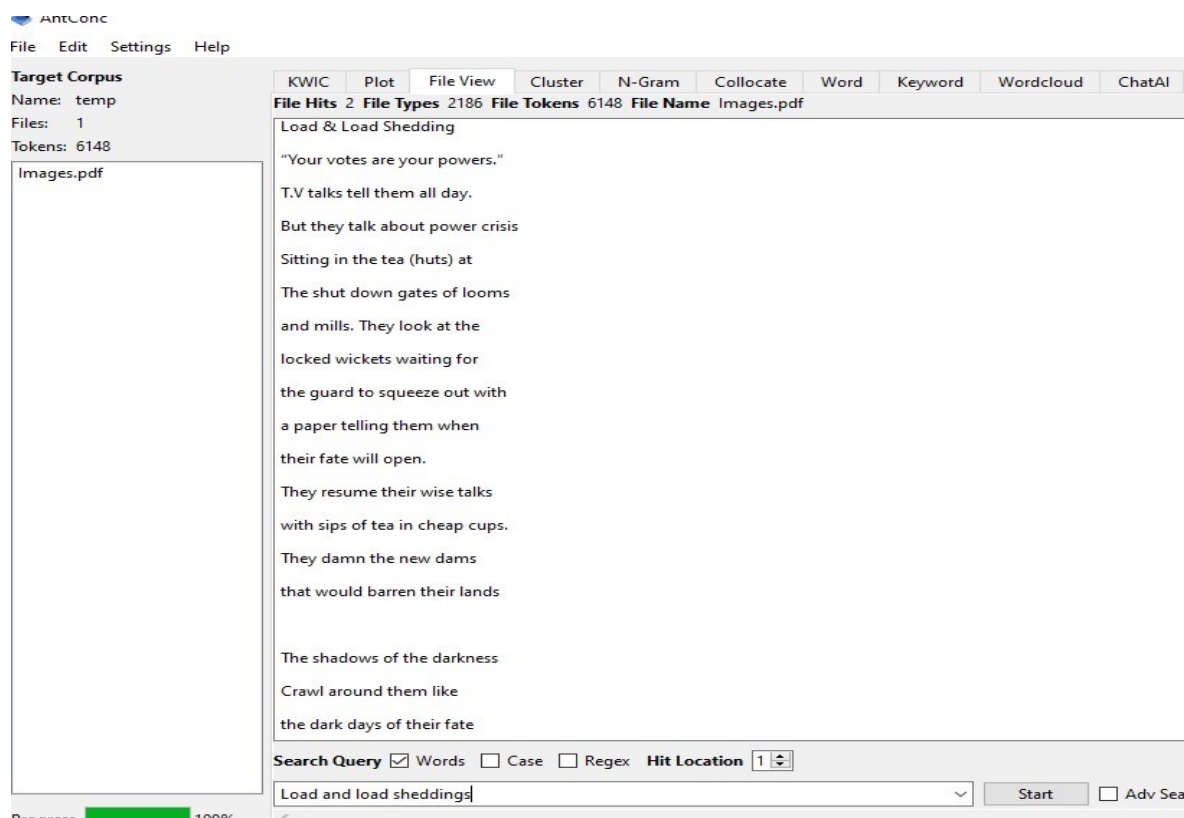 AntConc
File Edit Settings Help
Target Corpus
Name: temp
Files: 1
Tokens: 6148
Images.pdf
KWIC Plot File View Cluster N-Gram Collocate Word Keyword Wordcloud ChatAI
File Hits 2 File Types 2186 File Tokens 6148 File Name Images.pdf
Load & Load Shedding
“Your votes are your powers.”
T.V talks tell them all day.
But they talk about power crisis
Sitting in the tea (huts) at
The shut down gates of looms
and mills. They look at the
locked wickets waiting for
the guard to squeeze out with
a paper telling them when
their fate will open.
They resume their wise talks
with sips of tea in cheap cups.
They damn the new dams
that would barren their lands
The shadows of the darkness
Crawl around them like
the dark days of their fate
Search Query Words Case Regex Hit Location 1
Load and load sheddings
Start Adv Sea
Progress 100%